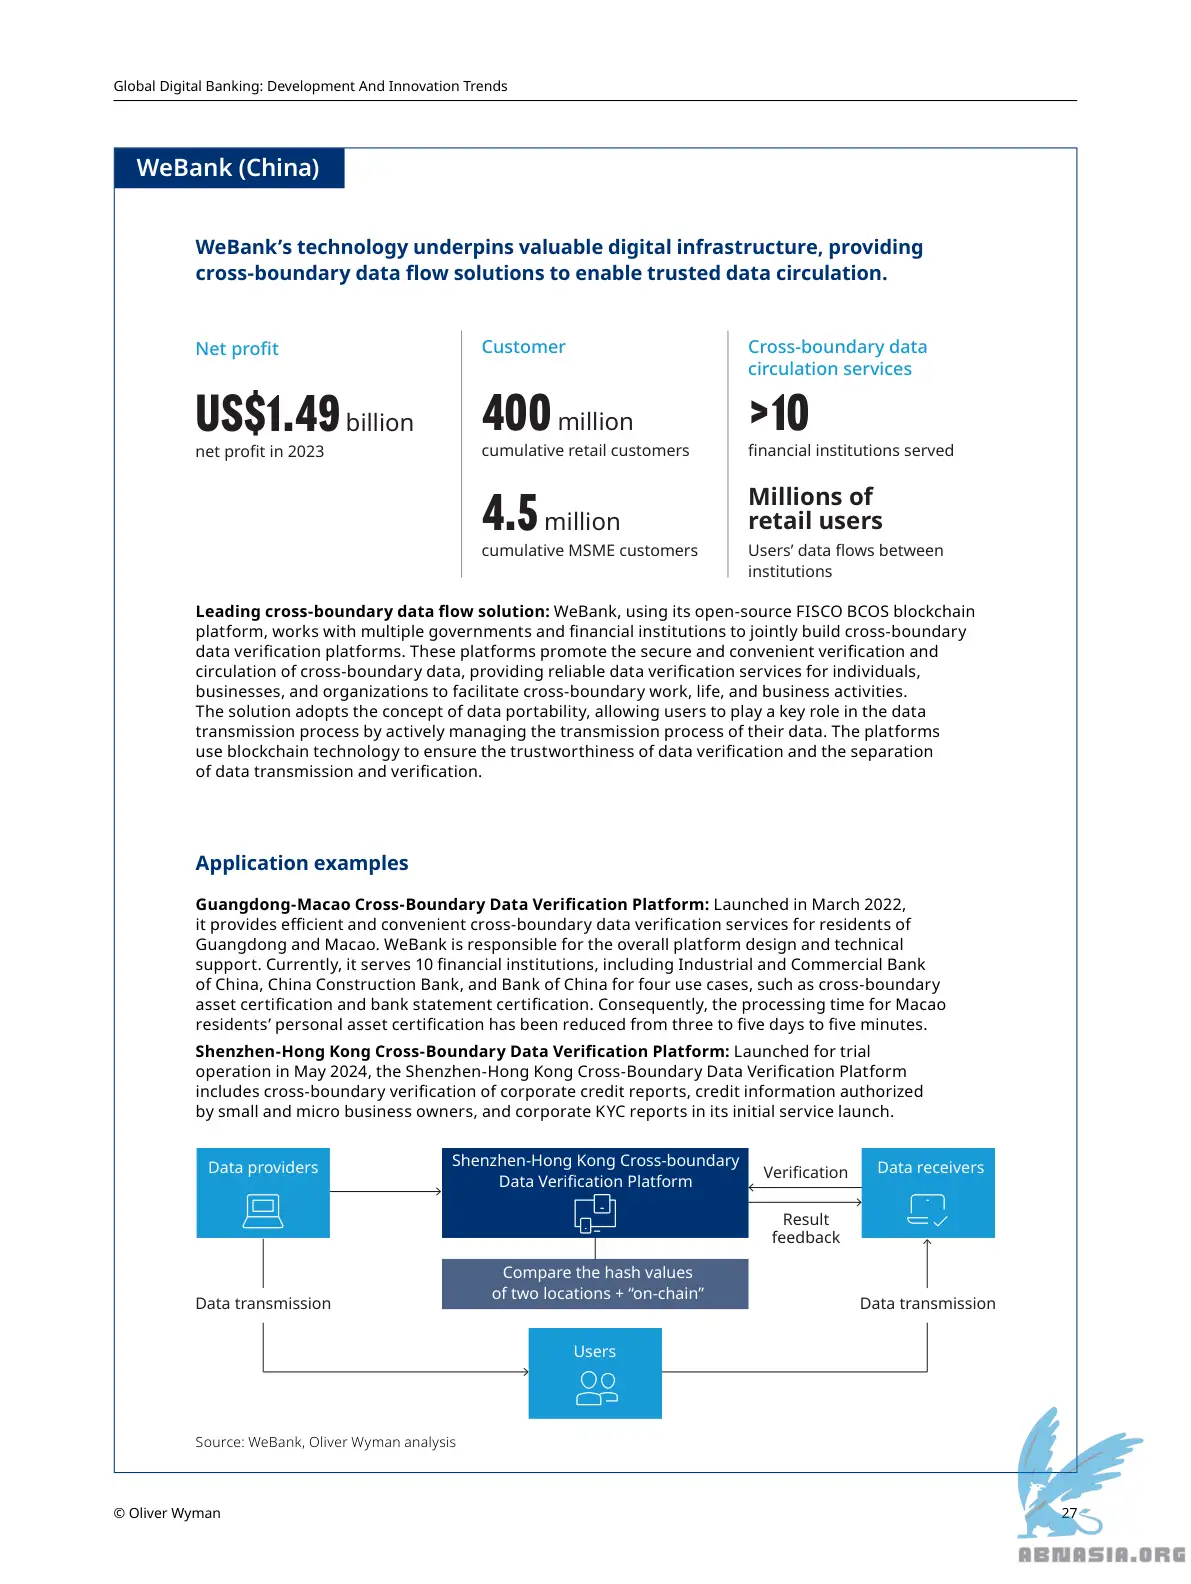 Global Digital Banking: Development And Innovation Trends
WeBank (China)
WeBank’s technology underpins valuable digital infrastructure, providing
cross-boundary data flow solutions to enable trusted data circulation.
Net profit
US$1.49 billion
net profit in 2023
Customer
400 million
cumulative retail customers
4.5 million
cumulative MSME customers
Cross-boundary data
circulation services
>10
financial institutions served
Millions of
retail users
Users’ data flows between
institutions
Leading cross-boundary data flow solution: WeBank, using its open-source FISCO BCOS blockchain
platform, works with multiple governments and financial institutions to jointly build cross-boundary
data verification platforms. These platforms promote the secure and convenient verification and
circulation of cross-boundary data, providing reliable data verification services for individuals,
businesses, and organizations to facilitate cross-boundary work, life, and business activities.
The solution adopts the concept of data portability, allowing users to play a key role in the data
transmission process by actively managing the transmission process of their data. The platforms
use blockchain technology to ensure the trustworthiness of data verification and the separation
of data transmission and verification.
Application examples
Guangdong-Macao Cross-Boundary Data Verification Platform: Launched in March 2022,
it provides efficient and convenient cross-boundary data verification services for residents of
Guangdong and Macao. WeBank is responsible for the overall platform design and technical
support. Currently, it serves 10 financial institutions, including Industrial and Commercial Bank
of China, China Construction Bank, and Bank of China for four use cases, such as cross-boundary
asset certification and bank statement certification. Consequently, the processing time for Macao
residents’ personal asset certification has been reduced from three to five days to five minutes.
Shenzhen-Hong Kong Cross-Boundary Data Verification Platform: Launched for trial
operation in May 2024, the Shenzhen-Hong Kong Cross-Boundary Data Verification Platform
includes cross-boundary verification of corporate credit reports, credit information authorized
by small and micro business owners, and corporate KYC reports in its initial service launch.
Data providers
Shenzhen-Hong Kong Cross-boundary
Data Verification Platform
Verification
Result
feedback
Data receivers
Compare the hash values
of two locations + “on-chain”
Data transmission
Data transmission
Users
Source: WeBank, Oliver Wyman analysis
© Oliver Wyman
27
ABNASIA.ORG